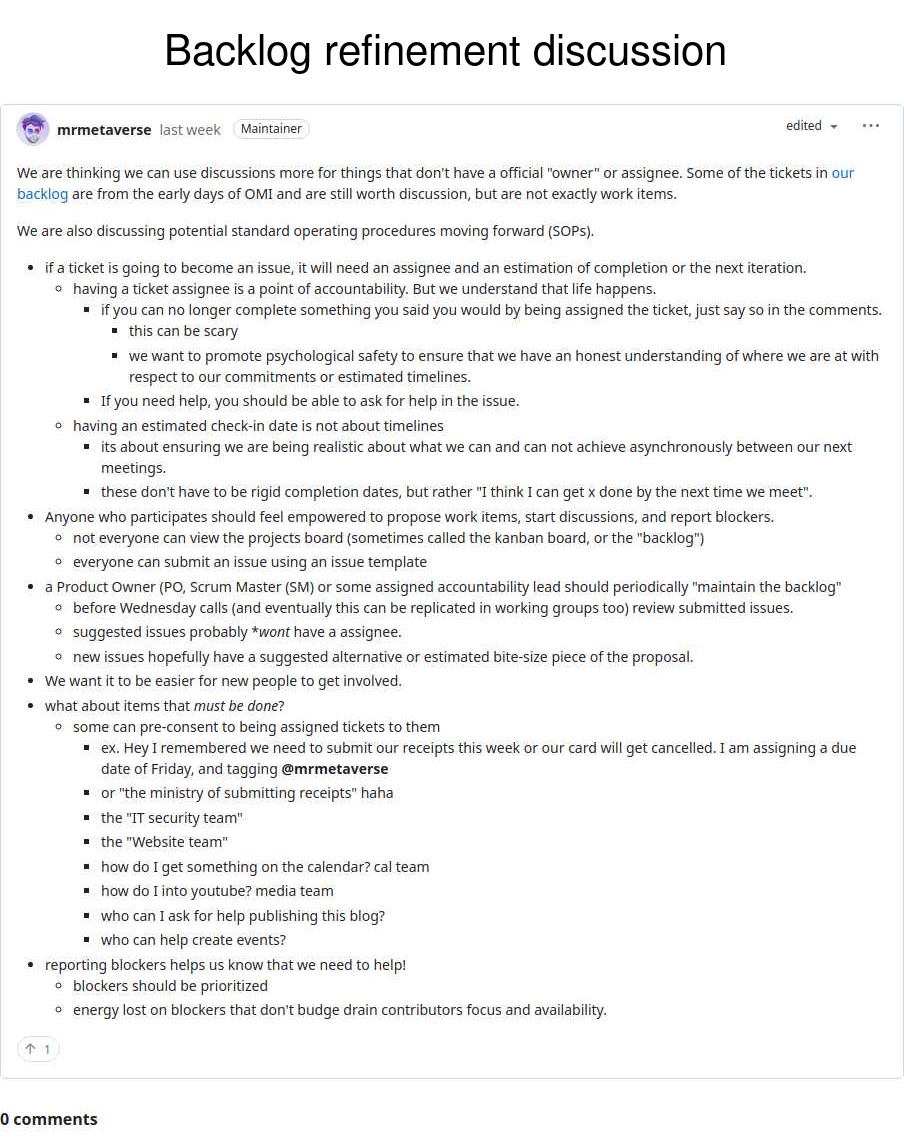 Backlog refinement discussion
mrmetaverse last week Maintainer edited
We are thinking we can use discussions more for things that don't have a official "owner" or assignee. Some of the tickets in our
backlog are from the early days of OMI and are still worth discussion, but are not exactly work items.
We are also discussing potential standard operating procedures moving forward (SOPs).
if a ticket is going to become an issue, it will need an assignee and an estimation of completion or the next iteration.
having a ticket assignee is a point of accountability. But we understand that life happens.
if you can no longer complete something you said you would by being assigned the ticket, just say so in the comments.
this can be scary
we want to promote psychological safety to ensure that we have an honest understanding of where we are at with
respect to our commitments or estimated timelines.
If you need help, you should be able to ask for help in the issue.
having an estimated check-in date is not about timelines
its about ensuring we are being realistic about what we can and can not achieve asynchronously between our next
meetings.
these don't have to be rigid completion dates, but rather "I think I can get x done by the next time we meet".
Anyone who participates should feel empowered to propose work items, start discussions, and report blockers.
not everyone can view the projects board (sometimes called the kanban board, or the "backlog")
everyone can submit an issue using an issue template
a Product Owner (PO, Scrum Master (SM) or some assigned accountability lead should periodically "maintain the backlog"
before Wednesday calls (and eventually this can be replicated in working groups too) review submitted issues.
suggested issues probably *wont have a assignee.
new issues hopefully have a suggested alternative or estimated bite-size piece of the proposal.
We want it to be easier for new people to get involved.
what about items that must be done?
some can pre-consent to being assigned tickets to them
ex. Hey I remembered we need to submit our receipts this week or our card will get cancelled. I am assigning a due
date of Friday, and tagging @mrmetaverse
or "the ministry of submitting receipts" haha
the "IT security team"
the "Website team"
how do I get something on the calendar? cal team
how do I into youtube? media team
who can I ask for help publishing this blog?
who can help create events?
reporting blockers helps us know that we need to help!
blockers should be prioritized
energy lost on blockers that don't budge drain contributors focus and availability.
1
0 comments